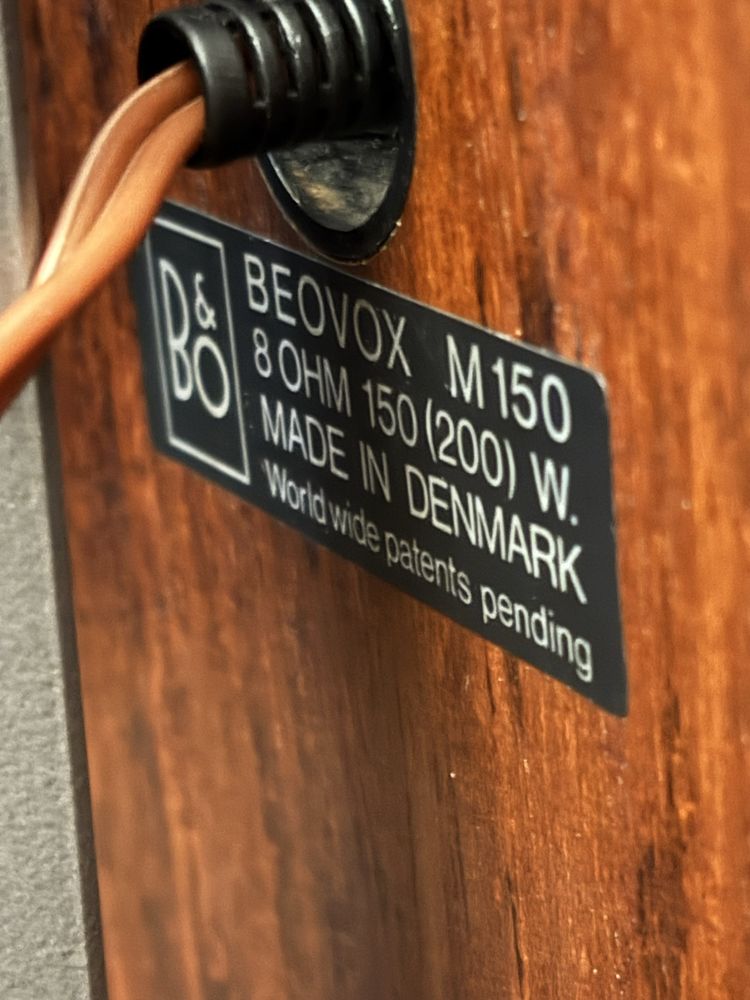 B&O
BEOVOX M150
8 OHM 150 (200) W.
MADE IN DENMARK
World wide patents pending